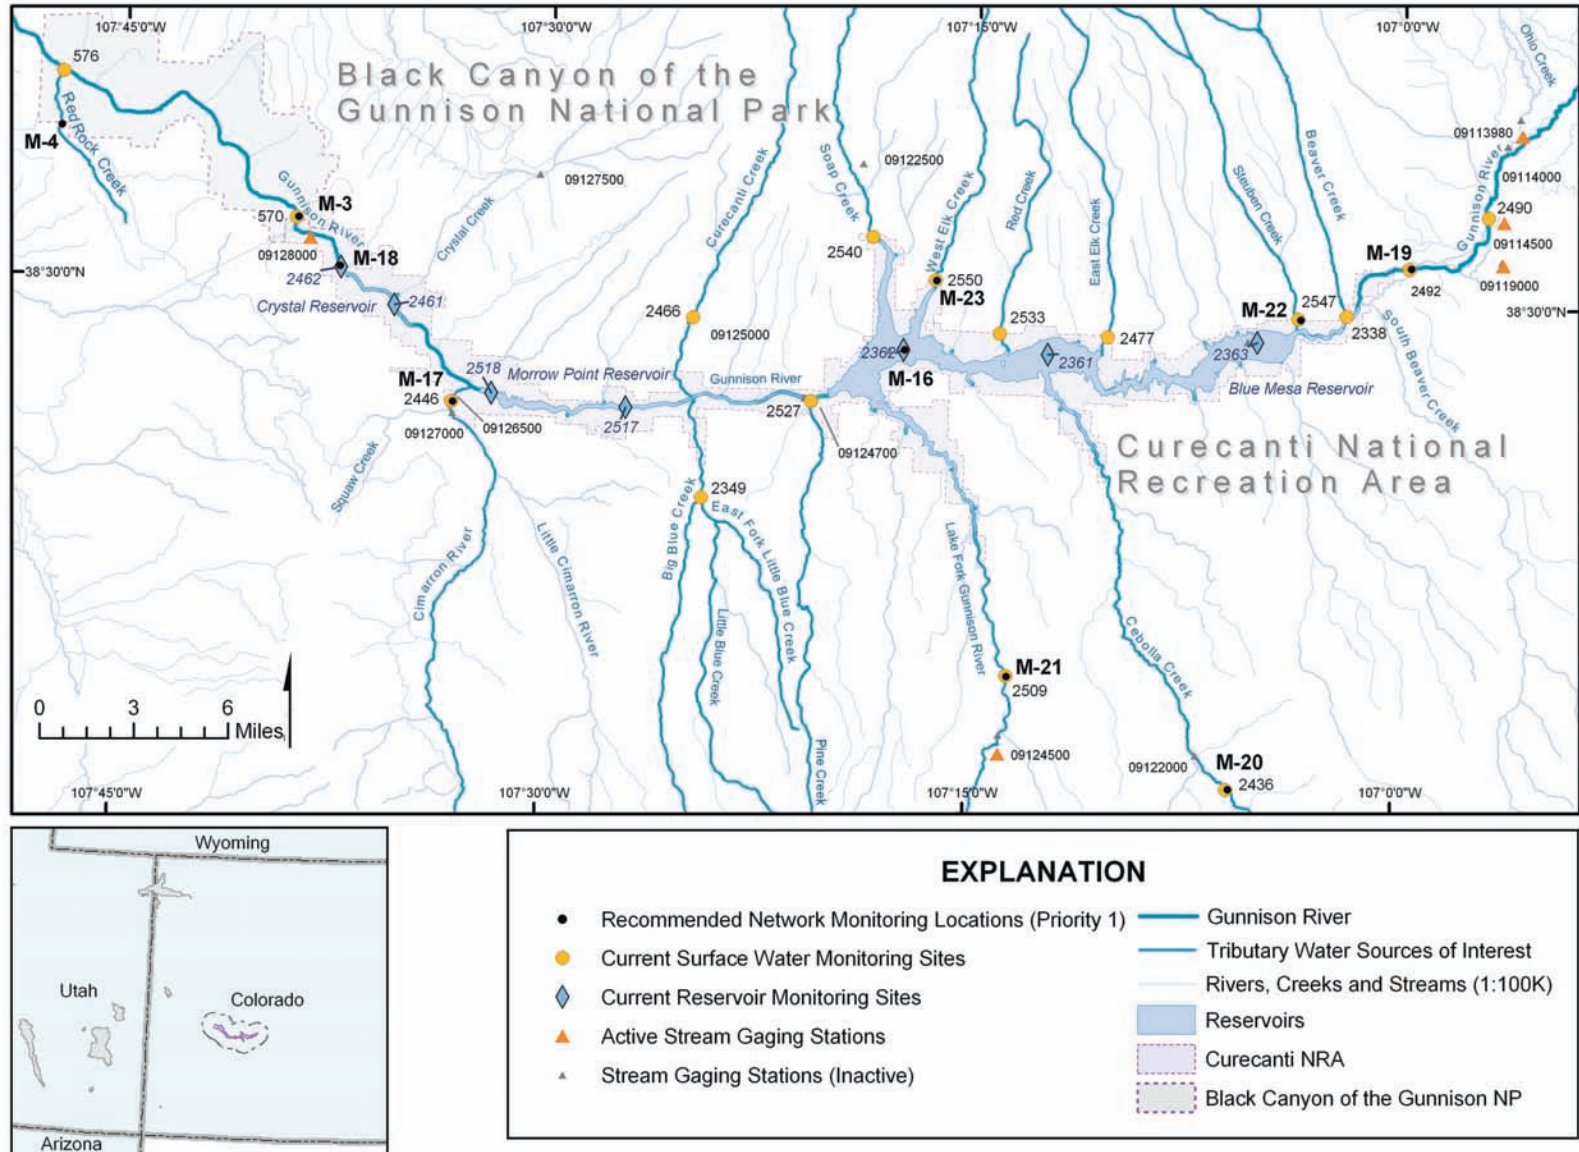 107°45'0"W
107°30'0"W
107°15'0"W
107°0'0"W
576
Black Canyon of the
Gunnison National Park
Ohio Creek
M-4
Red Rock Creek
09113980
09122500
09127500
Soap Creek
Curecanti Creek
West Elk Creek
Red Creek
East Elk Creek
Steuben Creek
Beaver Creek
Gunnison River
09114000
M-3
570
Gunnison River
Crystal Creek
2490
09114500
09128000
M-18
2462
38°30'0"N
2540
M-19
2492
09119000
Crystal Reservoir
2461
2550
M-23
2466
09125000
2533
2477
M-22
2547
2338
38°30'0"N
South Beaver Creek
2362
M-16
2361
2363
Blue Mesa Reservoir
2518
Morrow Point Reservoir
Gunnison River
M-17
2446
09127000
09126500
2517
2527
09124700
Curecanti National
Recreation Area
Squaw Creek
2349
Cimarron River
Little Cimarron River
Big Blue Creek
East Fork Little Blue Creek
Little Blue Creek
Pine Creek
Lake Fork Gunnison River
Cebolla Creek
M-21
2509
09124500
09122000
M-20
2436
0 3 6
Miles
107°45'0"W
107°30'0"W
107°15'0"W
107°0'0"W
Wyoming
Utah
Colorado
Arizona
EXPLANATION
Recommended Network Monitoring Locations (Priority 1)
Current Surface Water Monitoring Sites
Current Reservoir Monitoring Sites
Active Stream Gaging Stations
Stream Gaging Stations (Inactive)
Gunnison River
Tributary Water Sources of Interest
Rivers, Creeks and Streams (1:100K)
Reservoirs
Curecanti NRA
Black Canyon of the Gunnison NP